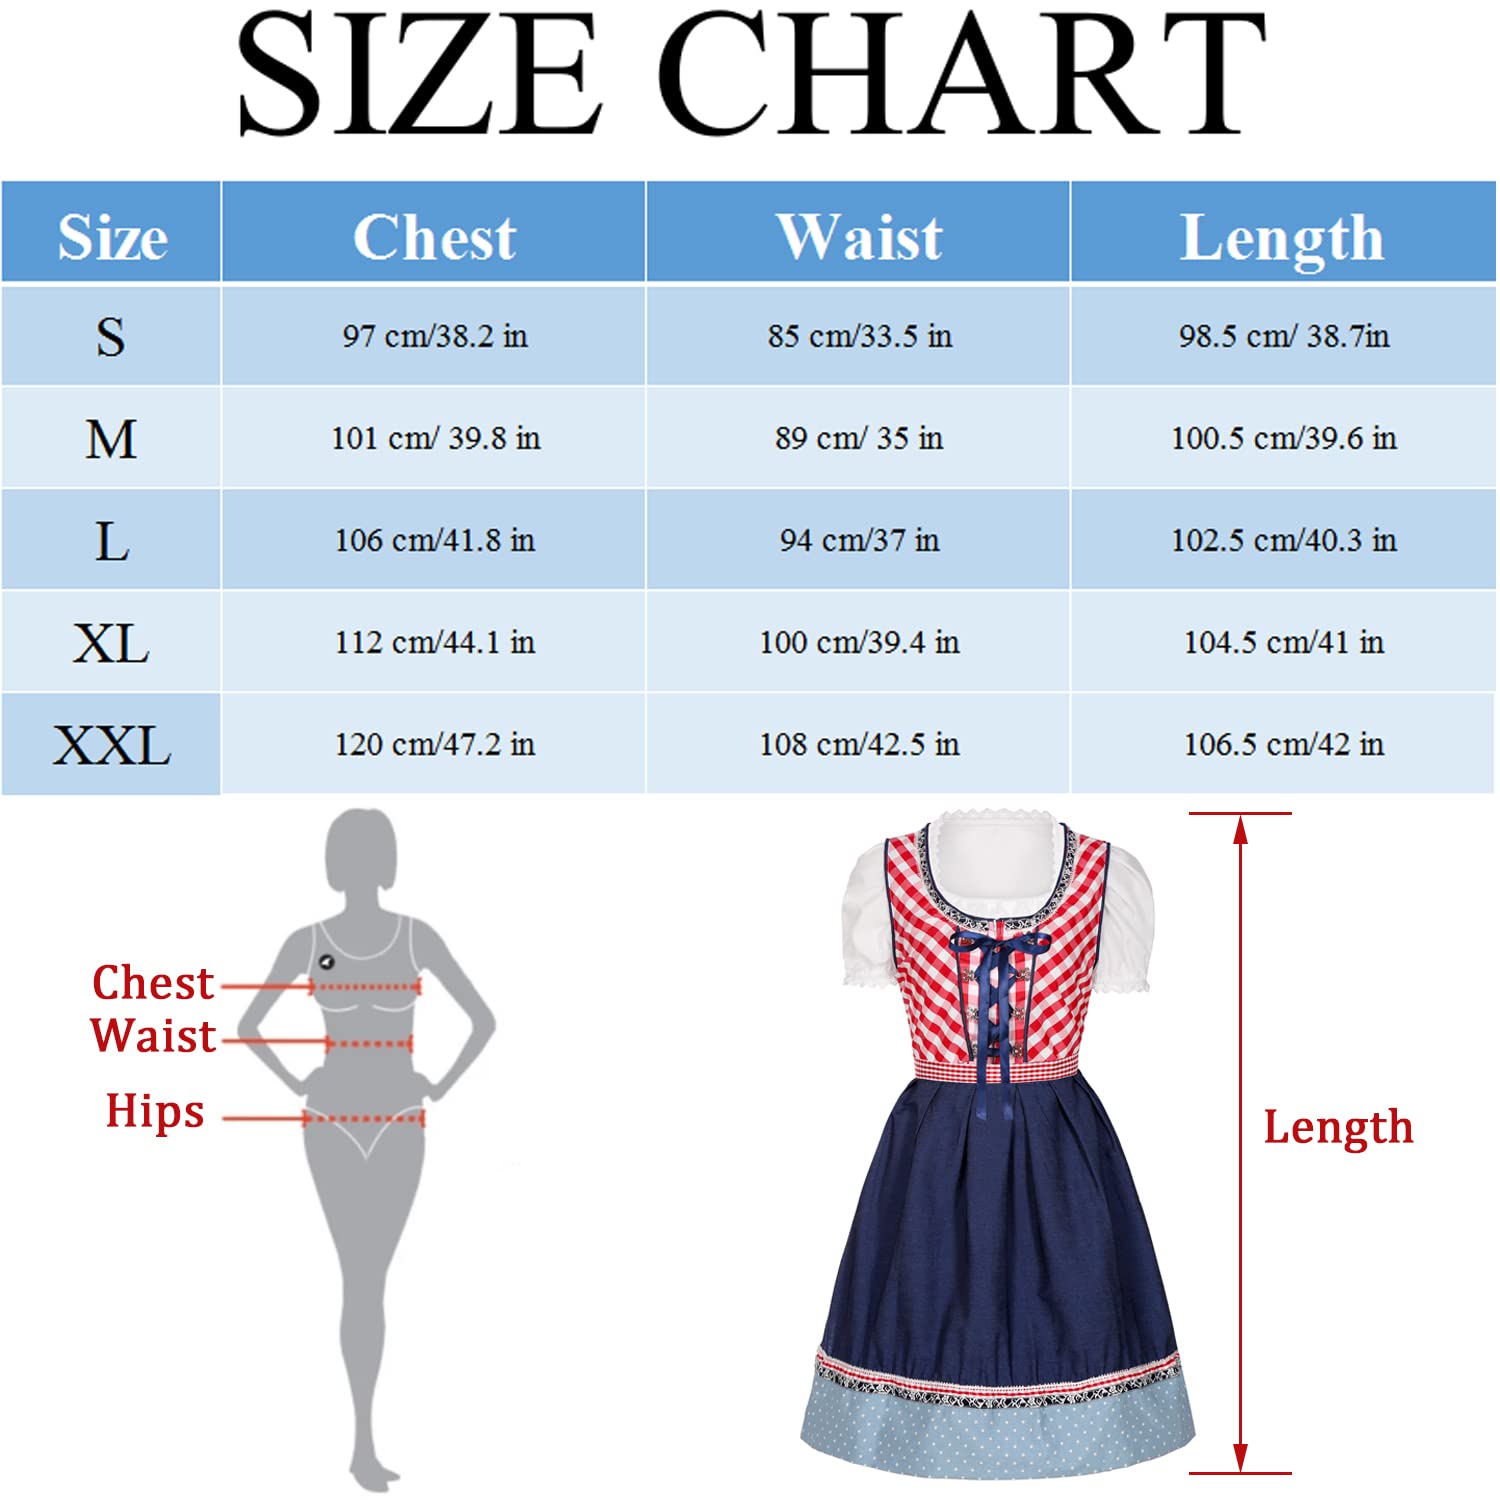 SIZE CHART
Size Chest Waist Length
S 97 cm/38.2 in 85 cm/33.5 in 98.5 cm/ 38.7in
M 101 cm/ 39.8 in 89 cm/ 35 in 100.5 cm/39.6 in
L 106 cm/41.8 in 94 cm/37 in 102.5 cm/40.3 in
XL 112 cm/44.1 in 100 cm/39.4 in 104.5 cm/41 in
XXL 120 cm/47.2 in 108 cm/42.5 in 106.5 cm/42 in
Chest
Waist
Hips
Length